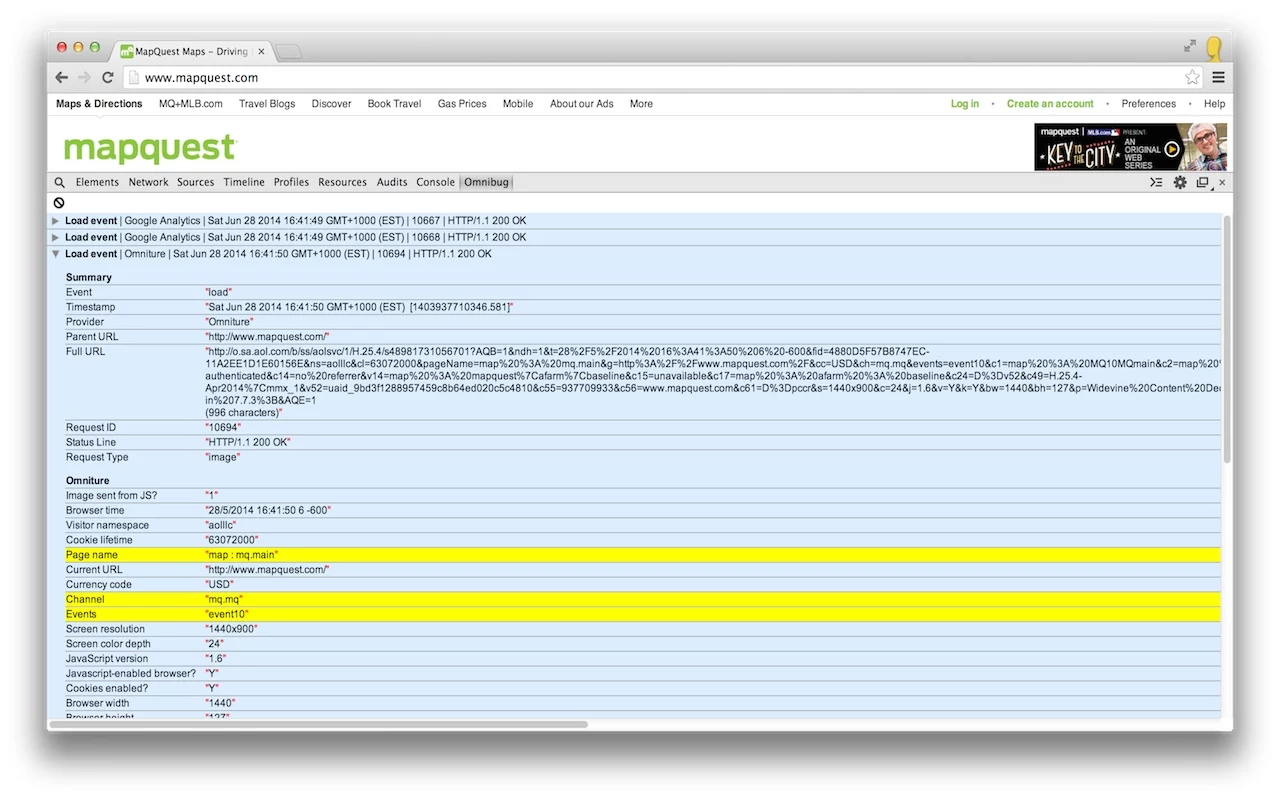 MapQuest Maps - Driving
www.mapquest.com
Maps & Directions MQ+MLB.com Travel Blogs Discover Book Travel Gas Prices Mobile About our Ads More Log in • Create an account • Preferences • Help
mapquest
mapquest | MLB.com PRESENT:
KEY TO THE CITY
AN ORIGINAL WEB SERIES
Elements Network Sources Timeline Profiles Resources Audits Console Omnibug
Load event | Google Analytics | Sat Jun 28 2014 16:41:49 GMT+1000 (EST) | 10667 | HTTP/1.1 200 OK
Load event | Google Analytics | Sat Jun 28 2014 16:41:49 GMT+1000 (EST) | 10668 | HTTP/1.1 200 OK
Load event | Omniture | Sat Jun 28 2014 16:41:50 GMT+1000 (EST) | 10694 | HTTP/1.1 200 OK
Summary
Event "load"
Timestamp "Sat Jun 28 2014 16:41:50 GMT+1000 (EST) [1403937710346.581]"
Provider "Omniture"
Parent URL "http://www.mapquest.com/"
Full URL "http://o.sa.aol.com/b/ss/aolsvc/1/H.25.4/s48981731056701?AQB=1&ndh=1&t=28%2F5%2F2014%2016%3A41%3A50%206%20-600&fid=4880D5F57B8747EC-
11A2EE1D1E60156E&ns=aolllc&cl=63072000&pageName=map%20%3A%20mq.main&g=http%3A%2F%2Fwww.mapquest.com%2F&cc=USD&ch=mq.mq&events=event10&c1=map%20%3A%20MQ10MQmain&c2=map%20%
authenticated&c14=no%20referrer&v14=map%20%3A%20mapquest%7Cafarm%7Cbaseline&c15=unavailable&c17=map%20%3A%20afarm%20%3A%20baseline&c24=D%3Dv52&c49=H.25.4-
Apr2014%7Cmmx_1&v52=uaid_9bd3f1288957459c8b64ed020c5c4810&c55=937709933&c56=www.mapquest.com&c61=D%3Dpccr&s=1440x900&c=24&j=1.6&v=Y&k=Y&bw=1440&bh=127&p=Widevine%20Content%20Dec
in%207.7.3%3B&AQE=1
(996 characters)"
Request ID "10694"
Status Line "HTTP/1.1 200 OK"
Request Type "image"
Omniture
Image sent from JS? "1"
Browser time "28/5/2014 16:41:50 6 -600"
Visitor namespace "aolllc"
Cookie lifetime "63072000"
Page name "map : mq.main"
Current URL "http://www.mapquest.com/"
Currency code "USD"
Channel "mq.mq"
Events "event10"
Screen resolution "1440x900"
Screen color depth "24"
JavaScript version "1.6"
Javascript-enabled browser? "Y"
Cookies enabled? "Y"
Browser width "1440"
Browser height "127"